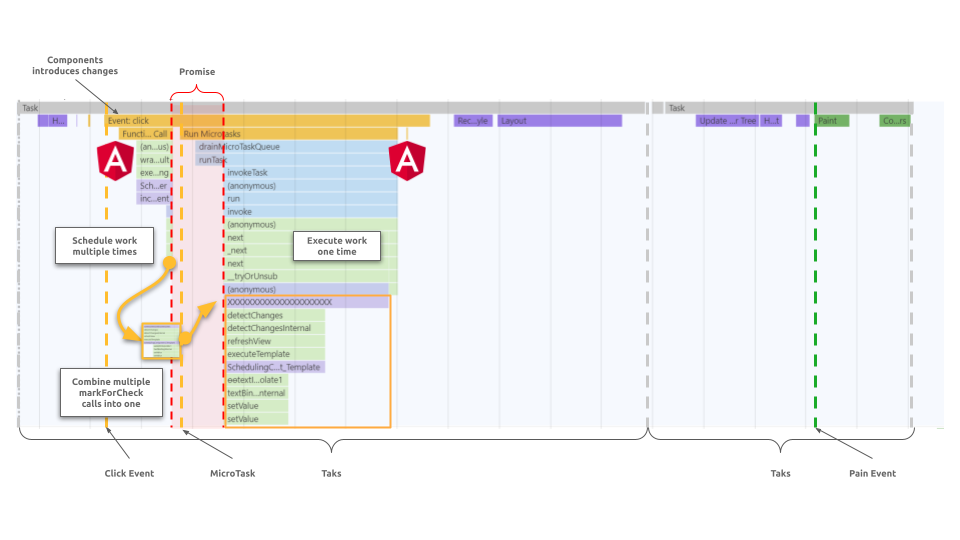 Components
introduces changes
Promise
Task
Task
H...
Event: click
Rec...yle
Layout
Update ...r Tree
H...t
Paint
Co...rs
Functi... Call
Run Microtasks
(an...us)
drainMicroTaskQueue
wra...ult
runTask
exe...ng
invokeTask
Sch...er
(anonymous)
inc...ent
run
invoke
(anonymous)
Schedule work
multiple times
next
Execute work
one time
_next
next
__tryOrUnsub
(anonymous)
XXXXXXXXXXXXXXXXXXXXX
detectChanges
detectChangesInternal
refreshView
executeTemplate
SchedulingC...t_Template
Combine multiple
markForCheck
calls into one
textBin...nternal
setValue
setValue
Click Event
MicroTask
Taks
Taks
Pain Event
A
A